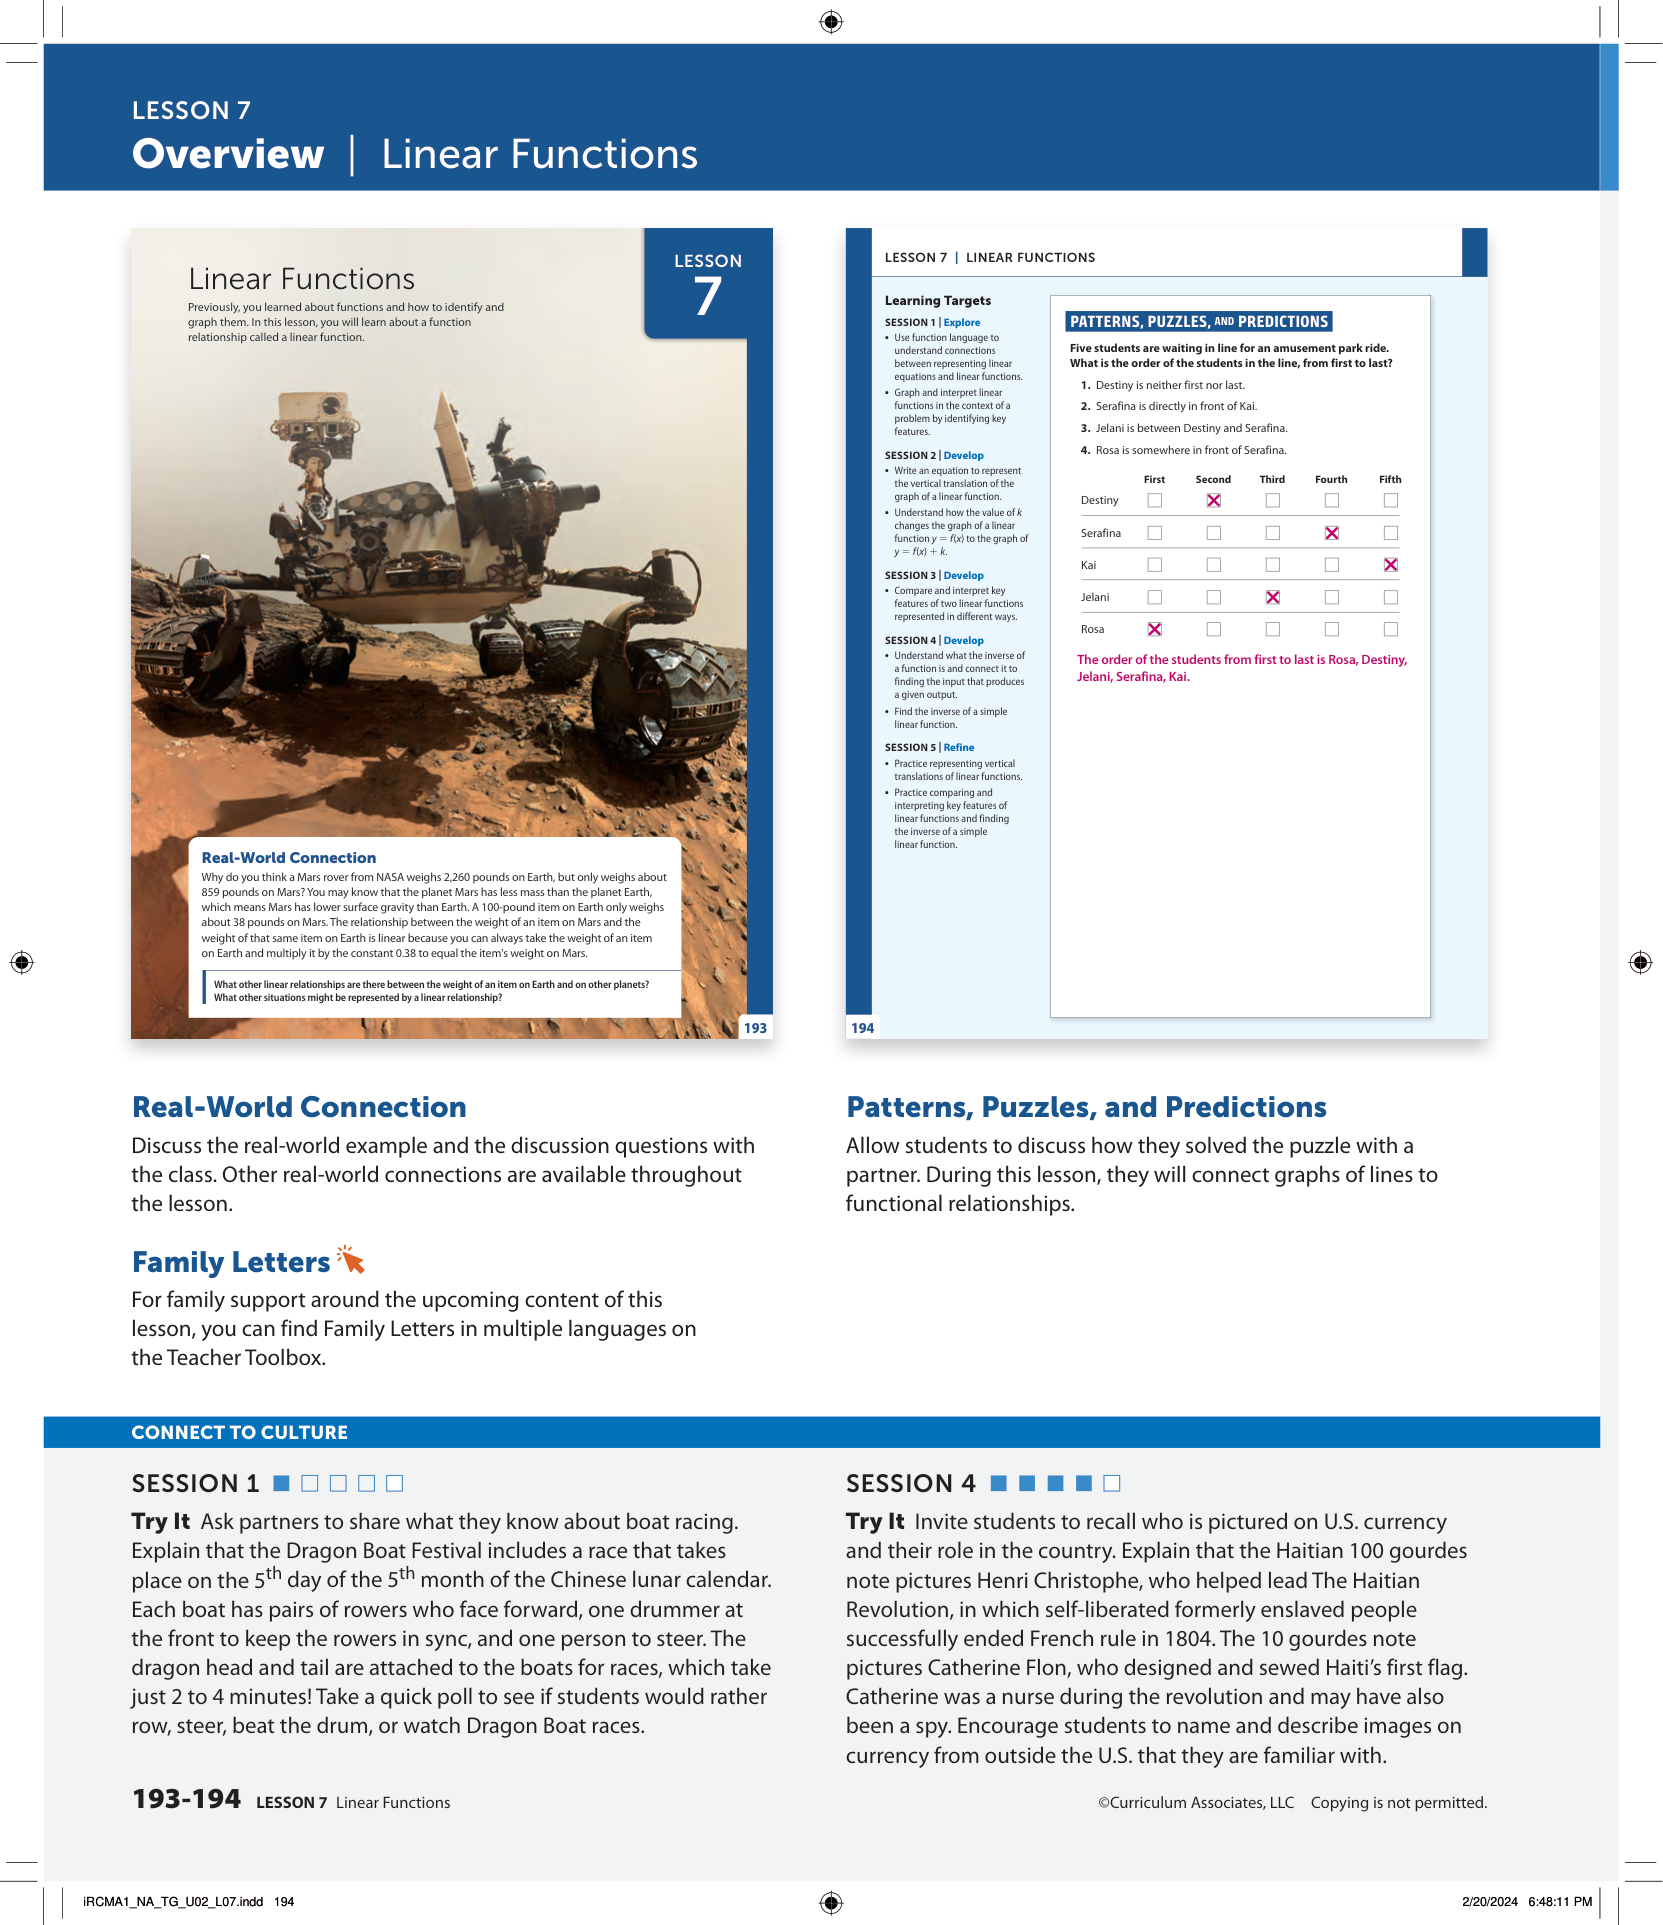 LESSON 7
Overview | Linear Functions
Linear Functions
Previously, you learned about functions and how to identify and
graph them. In this lesson, you will learn about a function
relationship called a linear function.
LESSON
7
Real-World Connection
Why do you think a Mars rover from NASA weighs 2,260 pounds on Earth, but only weighs about
859 pounds on Mars? You may know that the planet Mars has less mass than the planet Earth,
which means Mars has lower surface gravity than Earth. A 100-pound item on Earth only weighs
about 38 pounds on Mars. The relationship between the weight of an item on Mars and the
weight of that same item on Earth is linear because you can always take the weight of an item
on Earth and multiply it by the constant 0.38 to equal the item's weight on Mars.
What other linear relationships are there between the weight of an item on Earth and on other planets?
What other situations might be represented by a linear relationship?
193
LESSON 7 | LINEAR FUNCTIONS
Learning Targets
SESSION 1 | Explore
• Use function language to
understand connections
between representing linear
equations and linear functions.
• Graph and interpret linear
functions in the context of a
problem by identifying key
features.
SESSION 2 | Develop
• Write an equation to represent
the vertical translation of the
graph of a linear function.
• Understand how the value of k
changes the graph of a linear
function y = f(x) to the graph of
y = f(x) + k.
SESSION 3 | Develop
• Compare and interpret key
features of two linear functions
represented in different ways.
SESSION 4 | Develop
• Understand what the inverse of
a function is and connect it to
finding the input that produces
a given output.
• Find the inverse of a simple
linear function.
SESSION 5 | Refine
• Practice representing vertical
translations of linear functions.
• Practice comparing and
interpreting key features of
linear functions and finding
the inverse of a simple
linear function.
194
PATTERNS, PUZZLES, AND PREDICTIONS
Five students are waiting in line for an amusement park ride.
What is the order of the students in the line, from first to last?
1. Destiny is neither first nor last.
2. Serafina is directly in front of Kai.
3. Jelani is between Destiny and Serafina.
4. Rosa is somewhere in front of Serafina.
First Second Third Fourth Fifth
Destiny
Serafina
Kai
Jelani
Rosa
The order of the students from first to last is Rosa, Destiny,
Jelani, Serafina, Kai.
Real-World Connection
Discuss the real-world example and the discussion questions with
the class. Other real-world connections are available throughout
the lesson.
Family Letters
For family support around the upcoming content of this
lesson, you can find Family Letters in multiple languages on
the Teacher Toolbox.
Patterns, Puzzles, and Predictions
Allow students to discuss how they solved the puzzle with a
partner. During this lesson, they will connect graphs of lines to
functional relationships.
CONNECT TO CULTURE
SESSION 1
Try It Ask partners to share what they know about boat racing.
Explain that the Dragon Boat Festival includes a race that takes
place on the 5th day of the 5th month of the Chinese lunar calendar.
Each boat has pairs of rowers who face forward, one drummer at
the front to keep the rowers in sync, and one person to steer. The
dragon head and tail are attached to the boats for races, which take
just 2 to 4 minutes! Take a quick poll to see if students would rather
row, steer, beat the drum, or watch Dragon Boat races.
SESSION 4
Try It Invite students to recall who is pictured on U.S. currency
and their role in the country. Explain that the Haitian 100 gourdes
note pictures Henri Christophe, who helped lead The Haitian
Revolution, in which self-liberated formerly enslaved people
successfully ended French rule in 1804. The 10 gourdes note
pictures Catherine Flon, who designed and sewed Haiti’s first flag.
Catherine was a nurse during the revolution and may have also
been a spy. Encourage students to name and describe images on
currency from outside the U.S. that they are familiar with.
193-194 LESSON 7 Linear Functions
©Curriculum Associates, LLC Copying is not permitted.
iRCMA1_NA_TG_U02_L07.indd 194
2/20/2024 6:48:11 PM